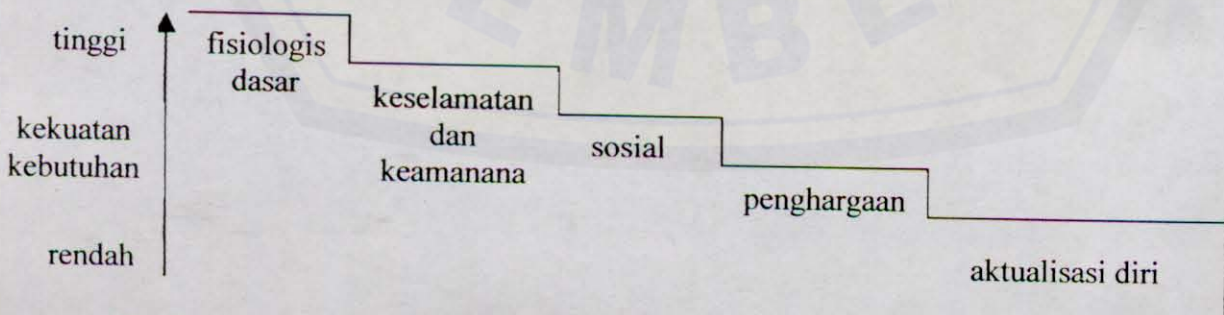 tinggi
fisiologis
dasar
keselamatan
dan
keamanana
kekuatan
kebutuhan
sosial
penghargaan
rendah
aktualisasi diri